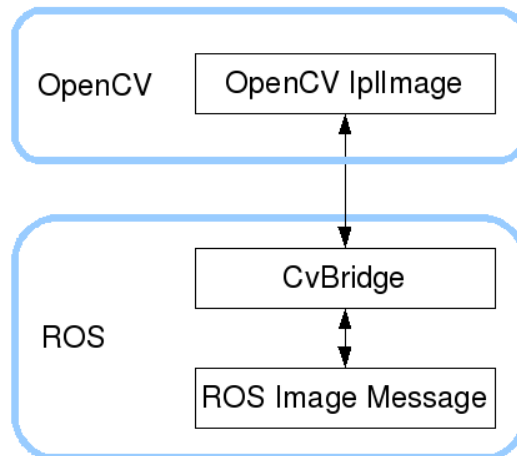 OpenCV
OpenCV IplImage
CvBridge
ROS
ROS Image Message